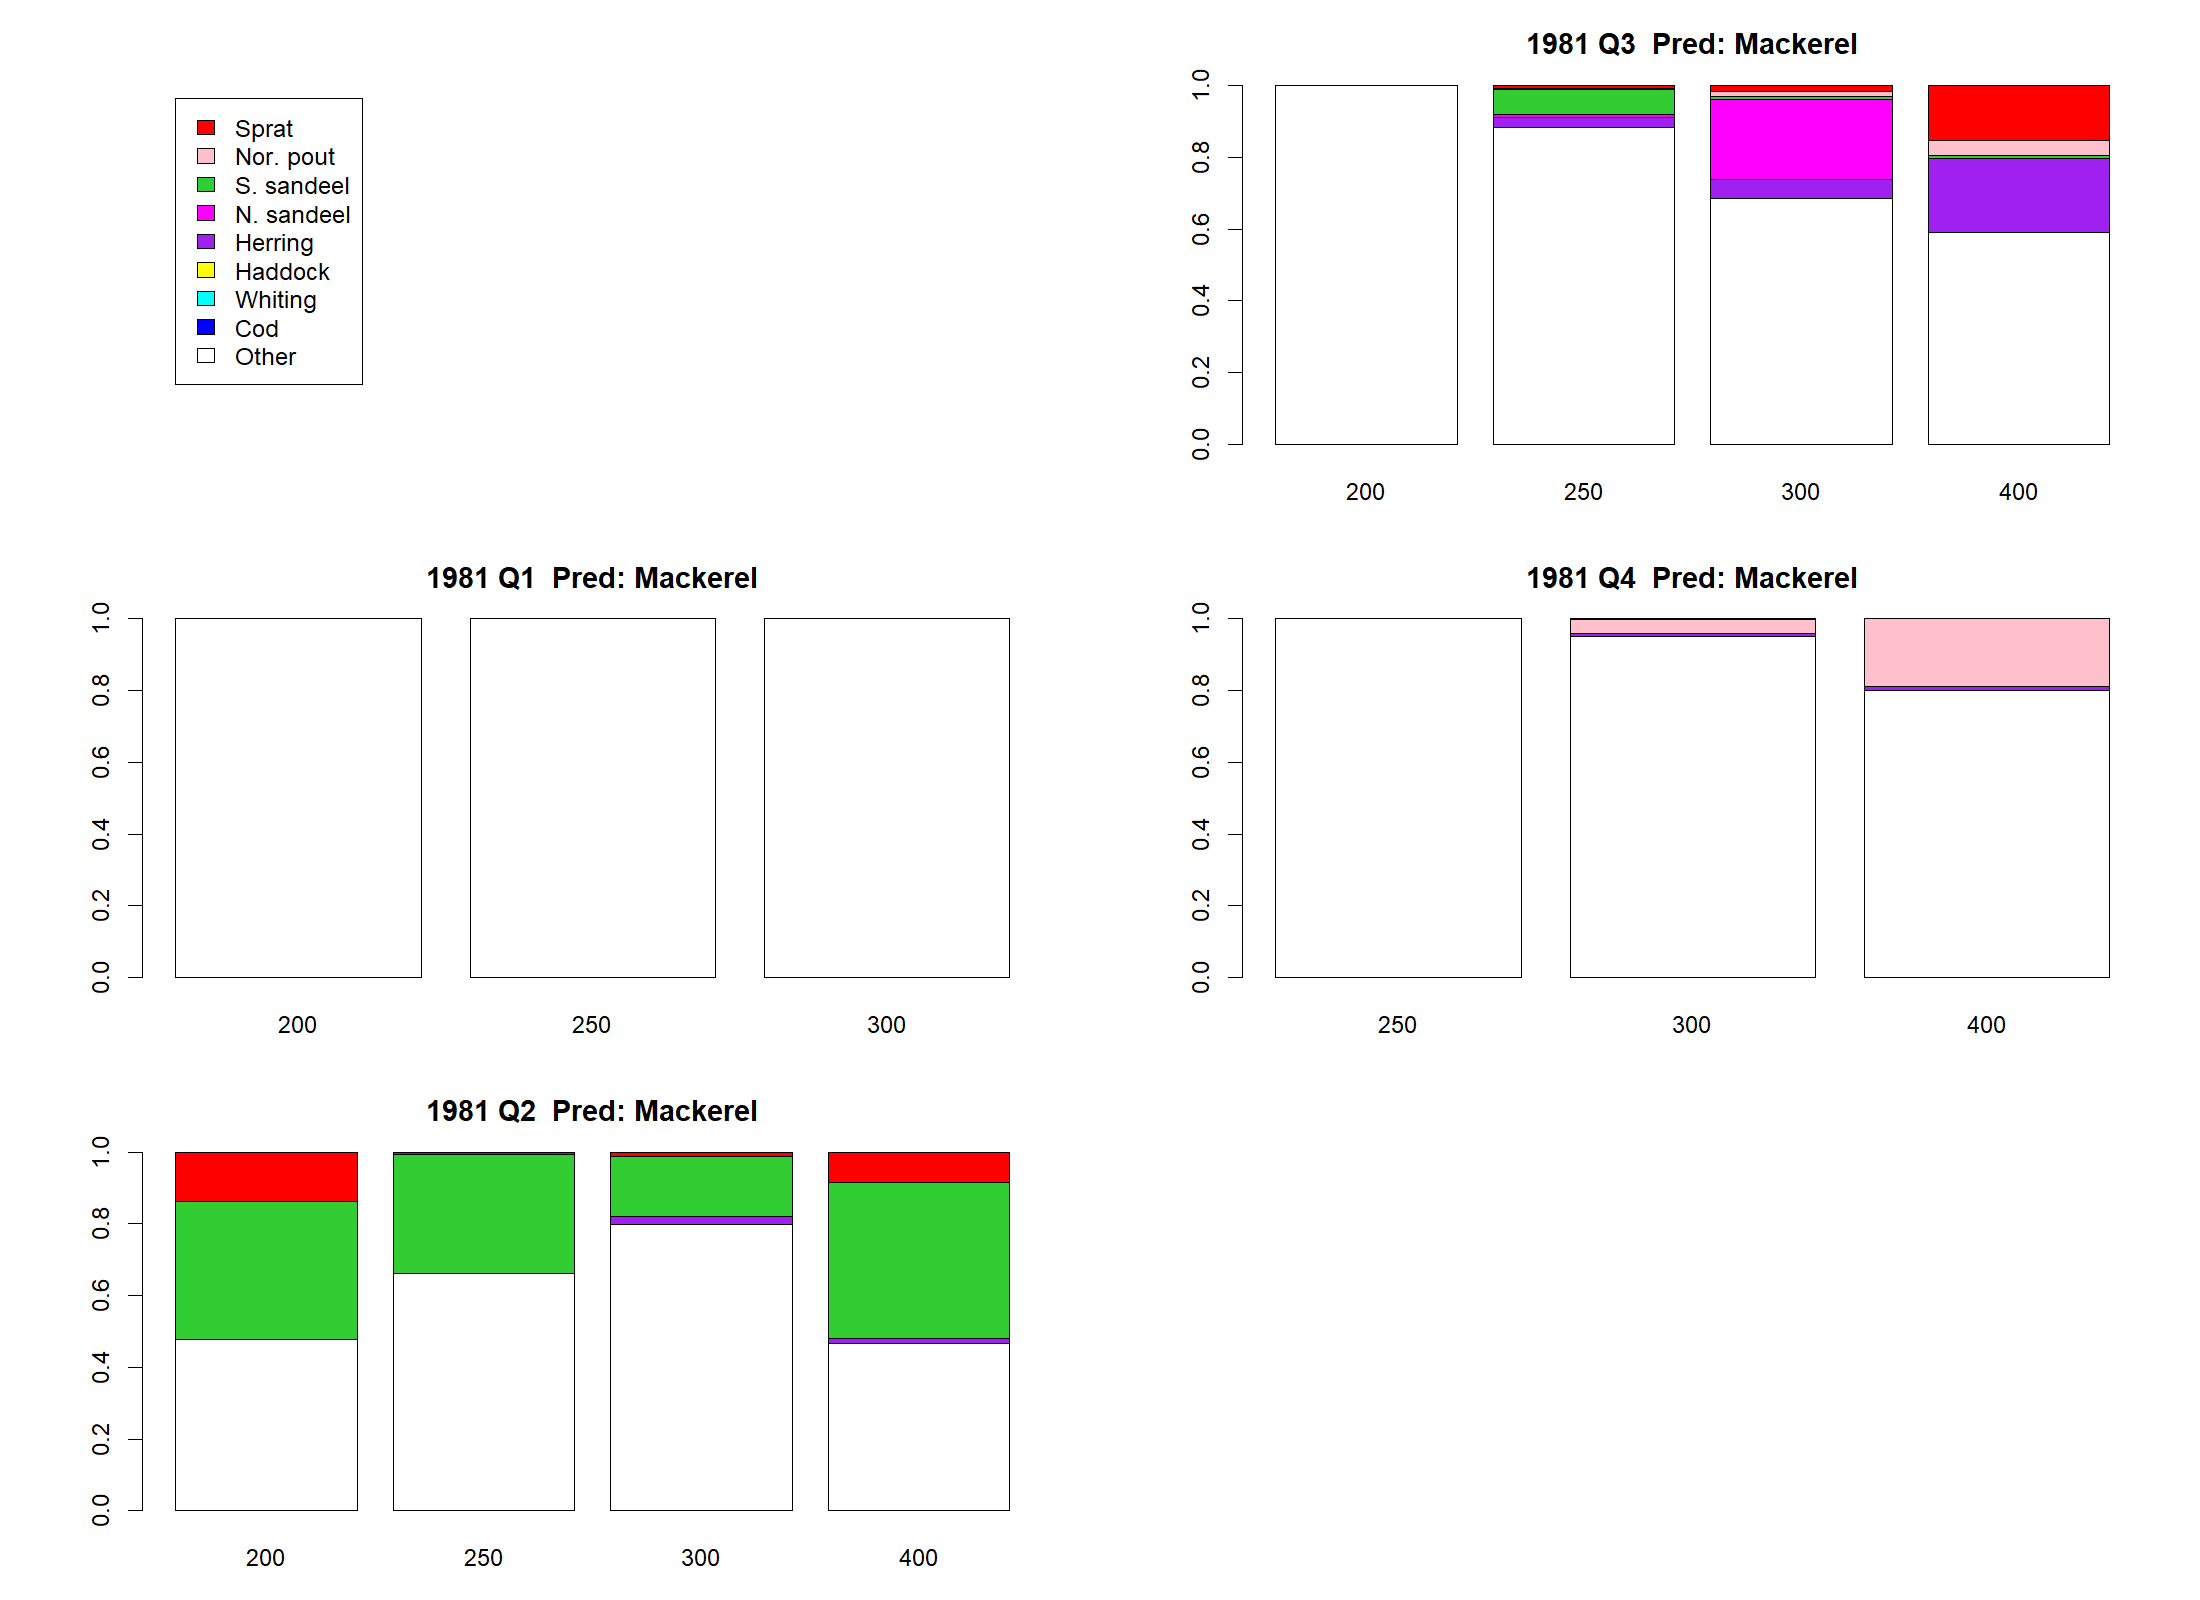 Sprat
Nor. pout
S. sandeel
N. sandeel
Herring
Haddock
Whiting
Cod
Other
1981 Q3  Pred: Mackerel
1.0
0.8
0.6
0.4
0.2
0.0
200 250 300 400
1981 Q1  Pred: Mackerel
1.0
0.8
0.6
0.4
0.2
0.0
200 250 300
1981 Q4  Pred: Mackerel
1.0
0.8
0.6
0.4
0.2
0.0
250 300 400
1981 Q2  Pred: Mackerel
1.0
0.8
0.6
0.4
0.2
0.0
200 250 300 400